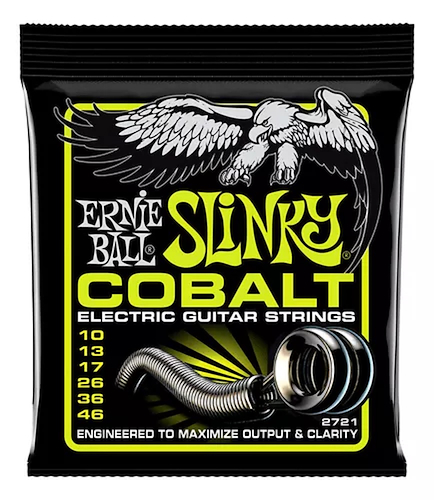 ERNIE BALL® SLINKY®
COBALT
ELECTRIC GUITAR STRINGS
10
13
17
26
36
46
2721
ENGINEERED TO MAXIMIZE OUTPUT & CLARITY